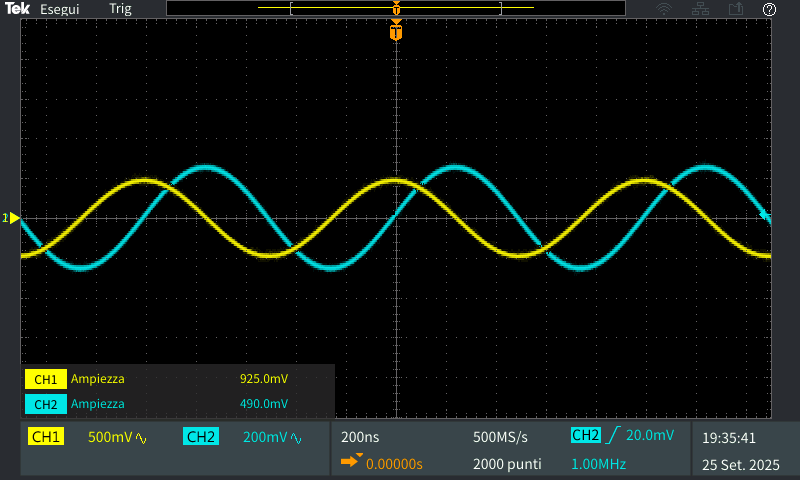 Tek Esegui Trig T ?
T
1
CH1 Ampiezza 925.0mV
CH2 Ampiezza 490.0mV
CH1 500mV CH2 200mV 200ns 500MS/s CH2 20.0mV 19:35:41
0.00000s 2000 punti 1.00MHz 25 Set. 2025